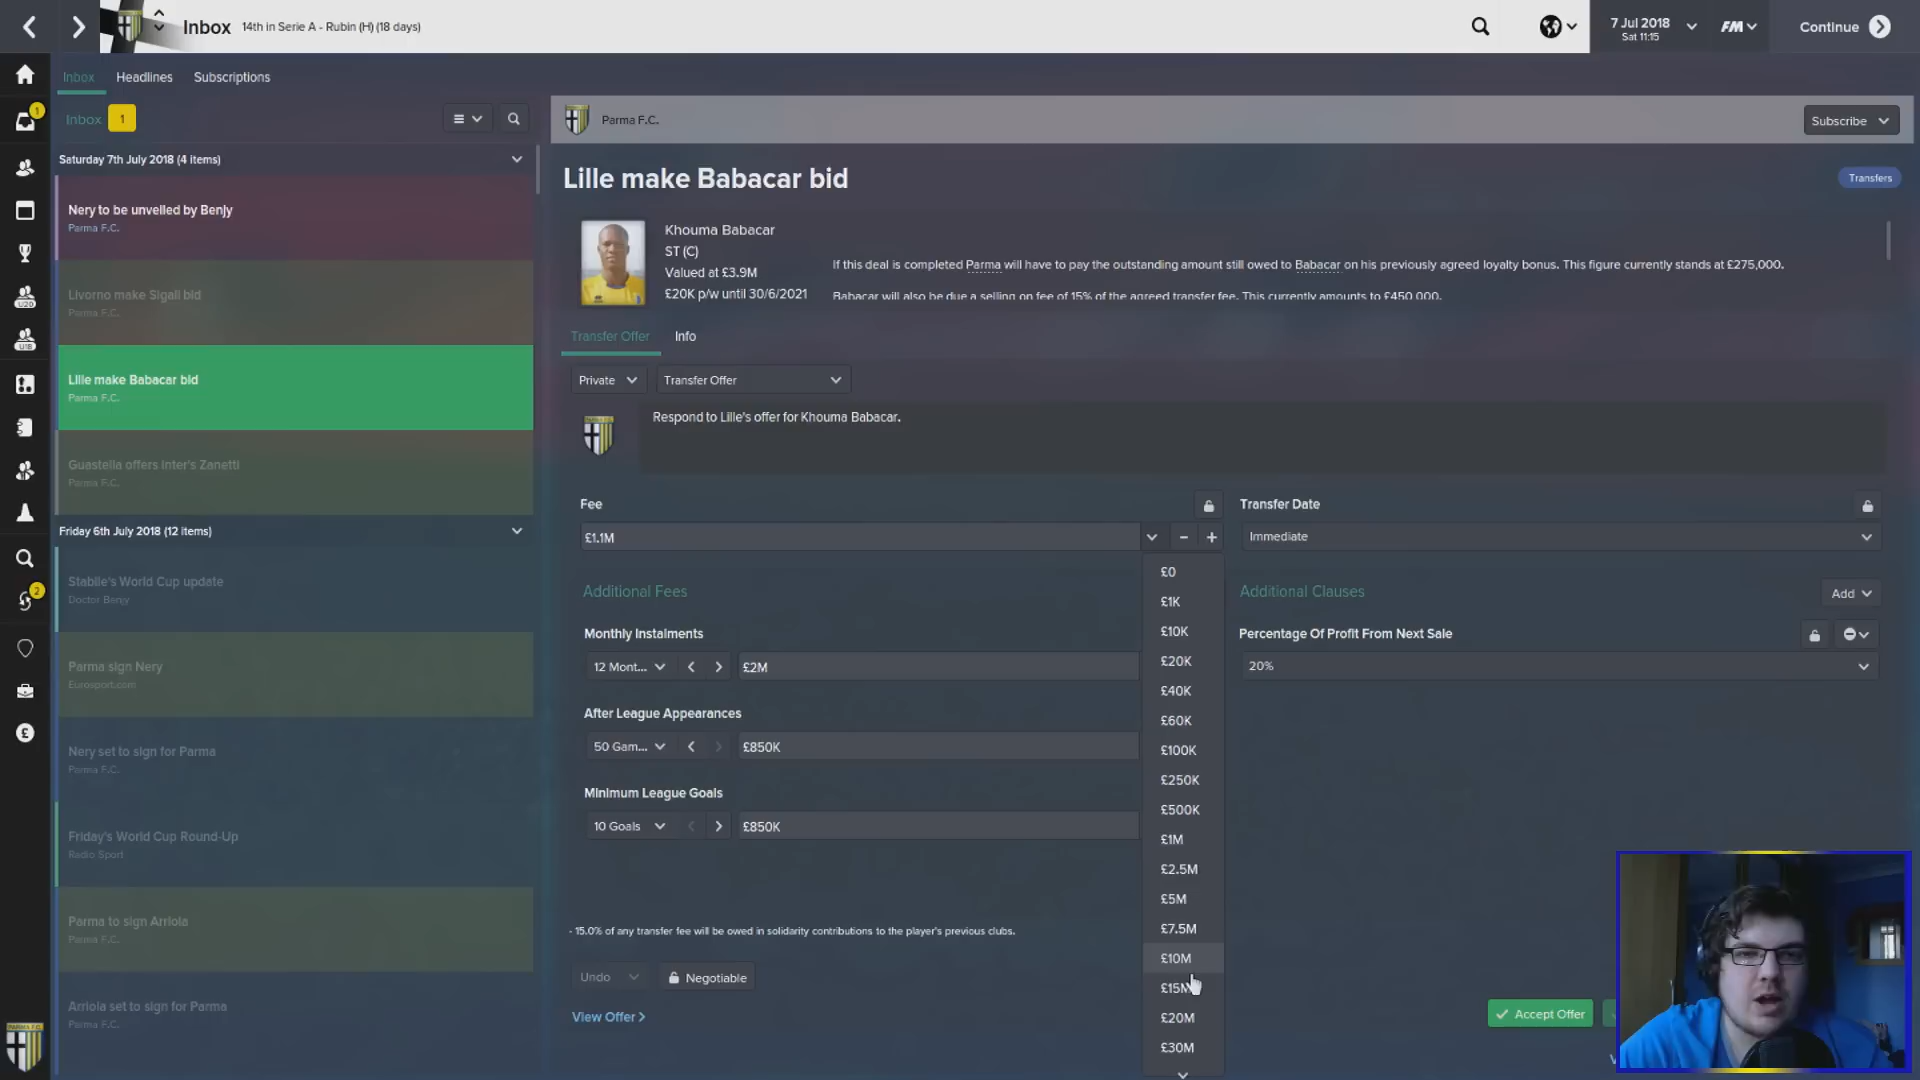 Inbox
14th in Serie A - Rubin (H) (18 days)
7 Jul 2018
Sat 11:15
FM
Continue
Inbox
Headlines
Subscriptions
Inbox
1
1
Parma F.C.
Subscribe
Saturday 7th July 2018 (4 items)
Nery to be unveiled by Benjy
Parma F.C.
Livorno make Sigali bid
Parma F.C.
Lille make Babacar bid
Parma F.C.
Guastella offers Inter's Zanetti
Parma F.C.
Friday 6th July 2018 (12 items)
Stabile's World Cup update
Doctor Benjy
Parma sign Nery
Eurosport.com
Nery set to sign for Parma
Parma F.C.
Friday's World Cup Round-Up
Radio Sport
Parma to sign Arriola
Parma F.C.
Arriola set to sign for Parma
Parma F.C.
U20
U18
2
Lille make Babacar bid
Transfers
Khouma Babacar
ST (C)
Valued at £3.9M
£20K p/w until 30/6/2021
If this deal is completed Parma will have to pay the outstanding amount still owed to Babacar on his previously agreed loyalty bonus. This figure currently stands at £275,000.
Babacar will also be due a selling on fee of 15% of the agreed transfer fee. This currently amounts to £450,000.
Transfer Offer
Info
Private
Transfer Offer
Respond to Lille's offer for Khouma Babacar.
Fee
£1.1M
Transfer Date
Immediate
Additional Fees
Monthly Instalments
12 Mont...
£2M
After League Appearances
50 Gam...
£850K
Minimum League Goals
10 Goals
£850K
£0
£1K
£10K
£20K
£40K
£60K
£100K
£250K
£500K
£1M
£2.5M
£5M
£7.5M
£10M
£15M
£20M
£30M
Additional Clauses
Add
Percentage Of Profit From Next Sale
20%
- 15.0% of any transfer fee will be owed in solidarity contributions to the player's previous clubs.
Undo
Negotiable
View Offer
Accept Offer